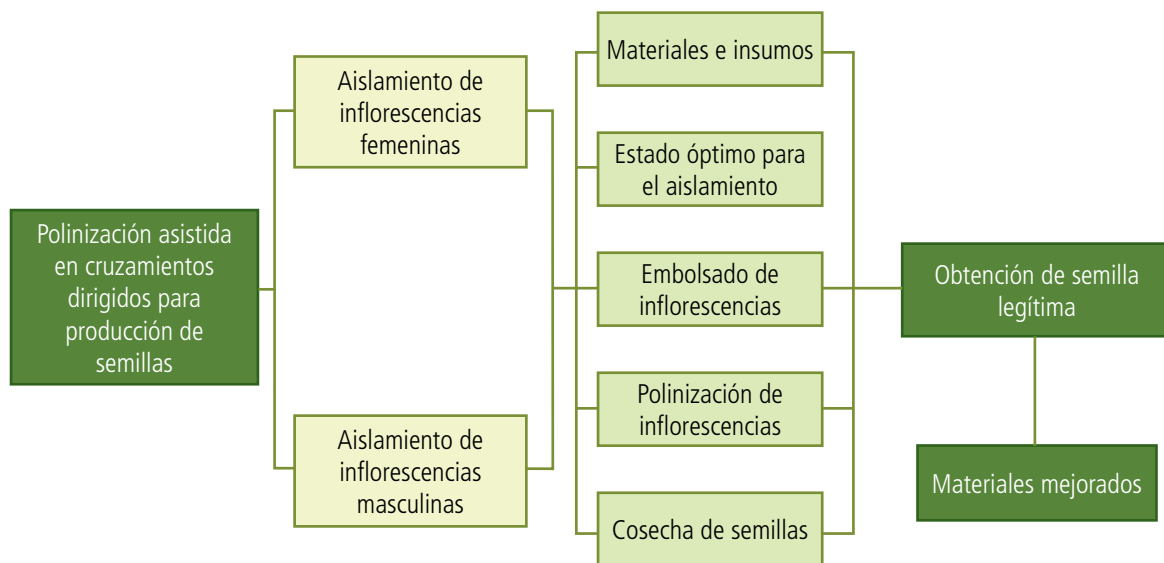 Polinización asistida
en cruzamientos
dirigidos para
producción de
semillas
Aislamiento de
inflorescencias
femeninas
Aislamiento de
inflorescencias
masculinas
Materiales e insumos
Estado óptimo para
el aislamiento
Embolsado de
inflorescencias
Polinización de
inflorescencias
Cosecha de semillas
Obtención de semilla
legítima
Materiales mejorados